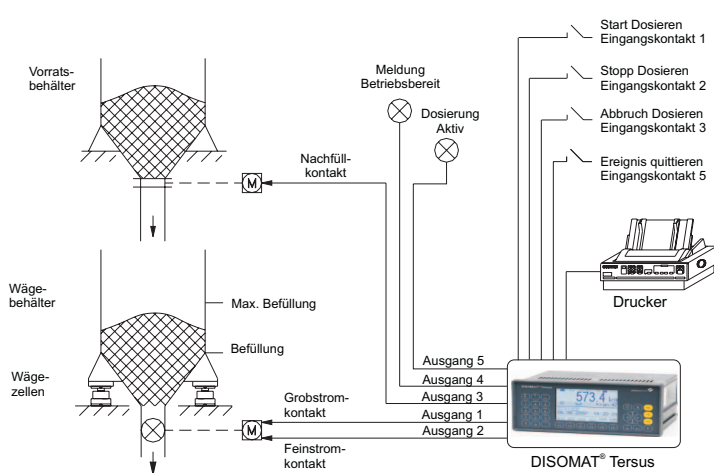 Vorrats-
behälter
Meldung
Betriebsbereit
Dosierung
Aktiv
Nachfüll-
kontakt
M
Start Dosieren
Eingangskontakt 1
Stopp Dosieren
Eingangskontakt 2
Abbruch Dosieren
Eingangskontakt 3
Ereignis quittieren
Eingangskontakt 5
Drucker
Wäge-
behälter
Max. Befüllung
Befüllung
Wäge-
zellen
Grobstrom-
kontakt
M
Feinstrom-
kontakt
Ausgang 5
Ausgang 4
Ausgang 3
Ausgang 1
Ausgang 2
573.4
DISOMAT® Tersus